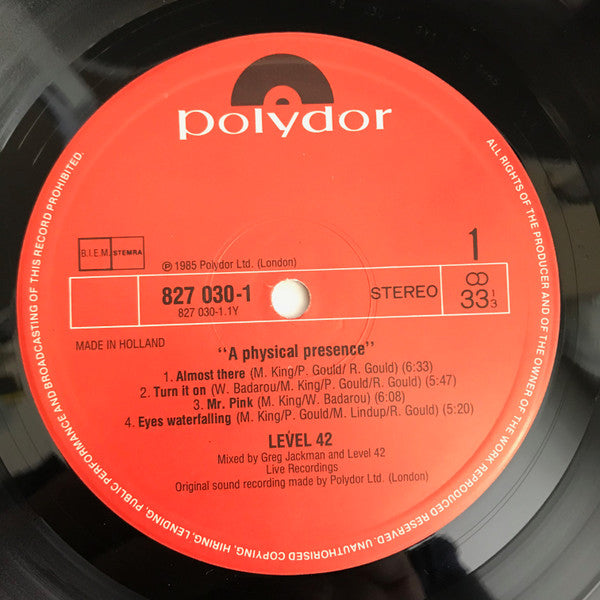 polydor
B.I.E.M. STEMRA
℗ 1985 Polydor Ltd. (London)
1
827 030-1
827 030-1.1Y
STEREO
33 1/3
MADE IN HOLLAND
"A physical presence"
1. Almost there (M. King/P. Gould/ R. Gould) (6:33)
2. Turn it on (W. Badarou/M. King/P. Gould/R. Gould) (5:47)
3. Mr. Pink (M. King/W. Badarou) (6:08)
4. Eyes waterfalling (M. King/P. Gould/M. Lindup/R. Gould) (5:20)
LEVEL 42
Mixed by Greg Jackman and Level 42
Live Recordings
Original sound recording made by Polydor Ltd. (London)
ALL RIGHTS OF THE PRODUCER AND OF THE OWNER OF THE WORK REPRODUCED RESERVED. UNAUTHORISED COPYING, HIRING, LENDING, PUBLIC PERFORMANCE AND BROADCASTING OF THIS RECORD PROHIBITED.